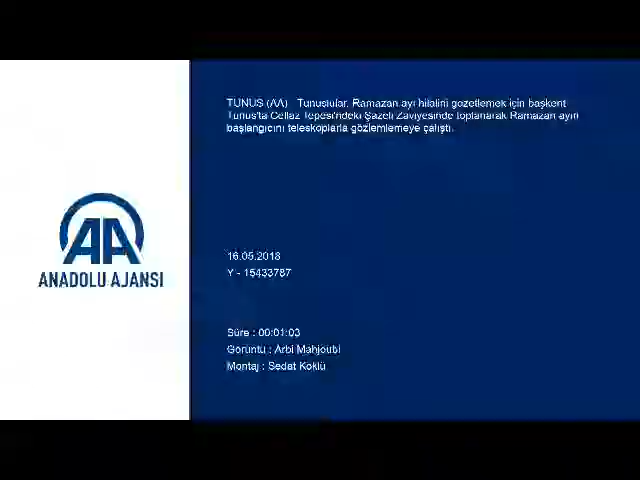 TUNUS (AA) - Tunuslular, Ramazan ayı hilalini gözetlemek için başkent
Tunus'ta Cellaz Tepesi'ndeki Şazeli Zaviyesinde toplanarak Ramazan ayın
başlangıcını teleskoplarla gözlemlemeye çalıştı.
AA
ANADOLU AJANSI
16.05.2018
Y - 15433787
Süre : 00:01:03
Görüntü : Arbi Mahjoubi
Montaj : Sedat Köklü